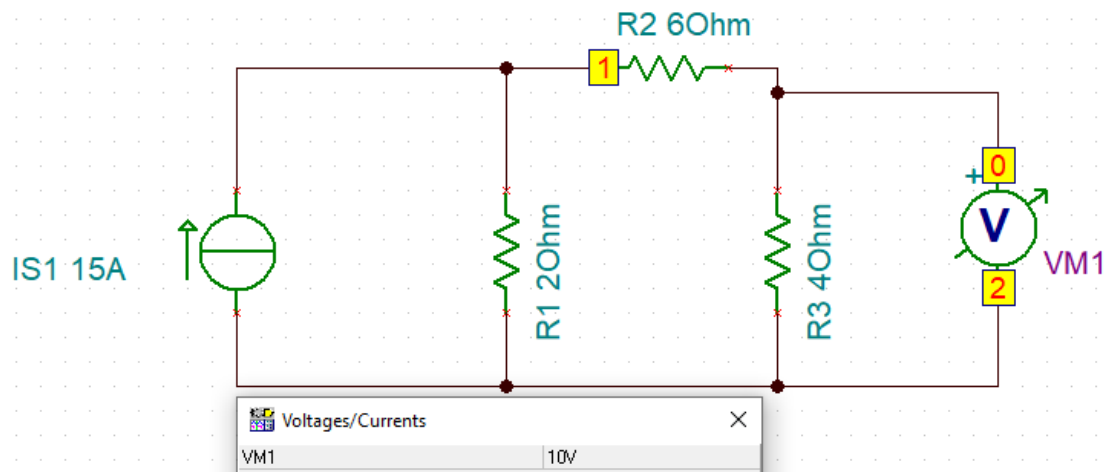 R2 6Ohm
1
0
+
V
IS1 15A
R1 2Ohm
R3 4Ohm
VM1
2
Voltages/Currents
VM1 10V